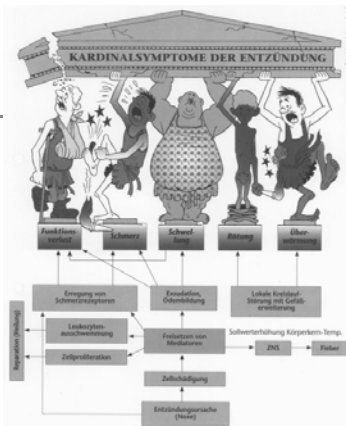 KARDINALSYMPTOME DER ENTZÜNDUNG
Funktions-
verlust
Schmerz
Schwel-
lung
Rötung
Über-
wärmung
Erregung von
Schmerzrezeptoren
Exsudation,
Ödembildung
Lokale Kreislauf-
Störung mit Gefäß-
erweiterung
Leukozyten-
ausschwemmung
Zellproliferation
Reparation (Heilung)
Freisetzen von
Mediatoren
Sollwerterhöhung Körperkern-Temp.
ZNS
Fieber
Zellschädigung
Entzündungsursache
(Noxe)